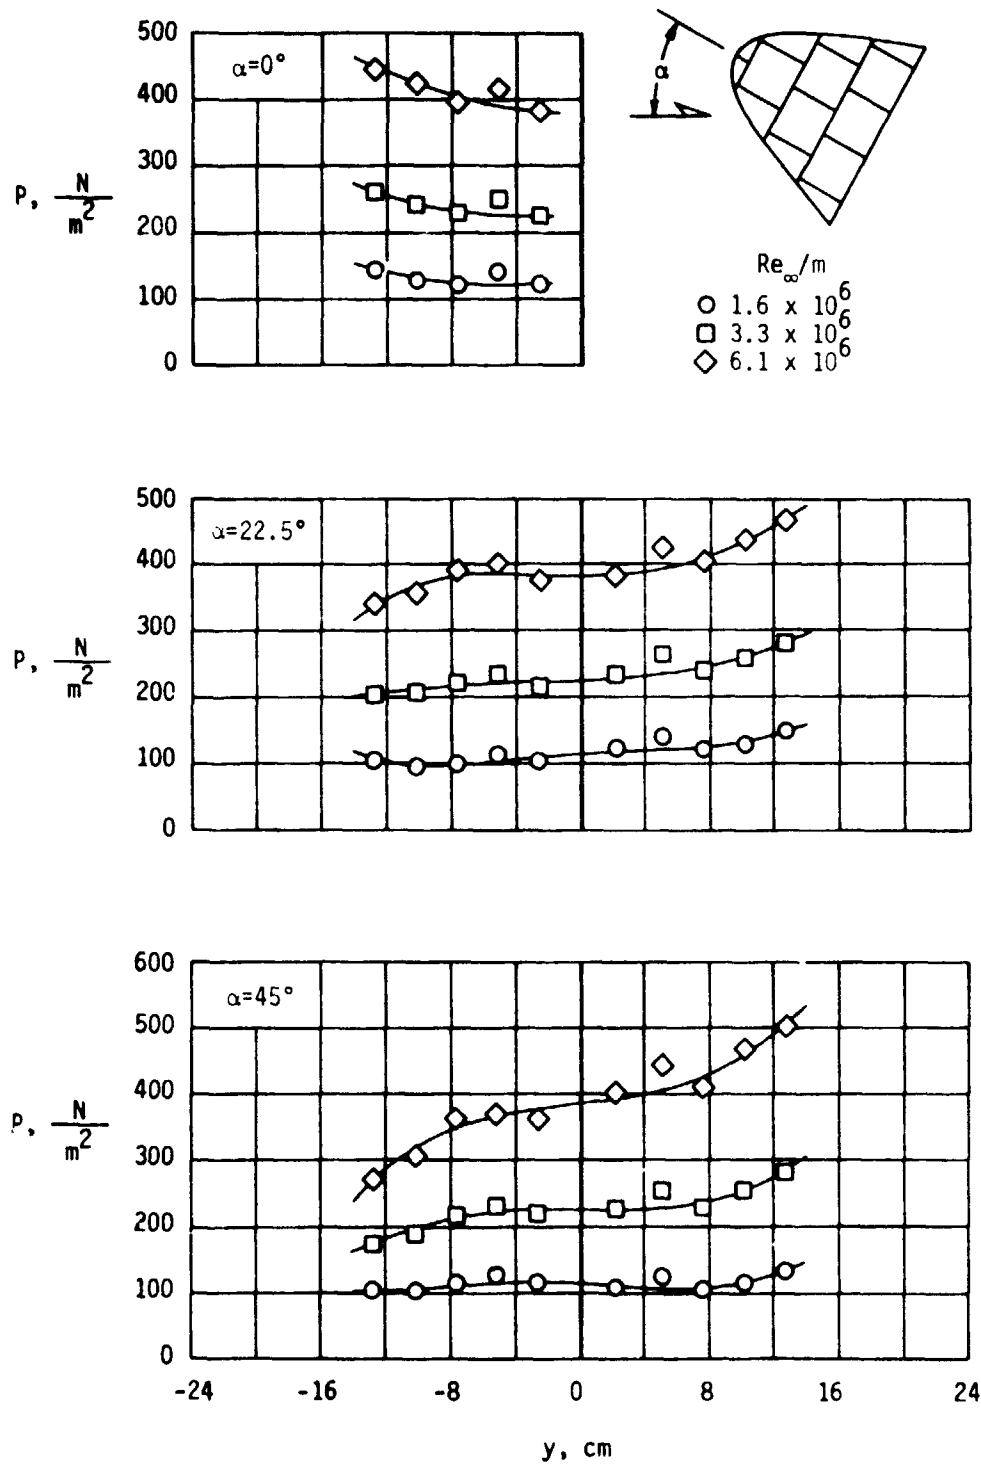 500
400
300
200
100
0
P, N/m²
α=0°
α
Re∞/m
○ 1.6 x 10⁶
□ 3.3 x 10⁶
◇ 6.1 x 10⁶
500
400
300
200
100
0
P, N/m²
α=22.5°
600
500
400
300
200
100
0
P, N/m²
α=45°
-24 -16 -8 0 8 16 24
y, cm